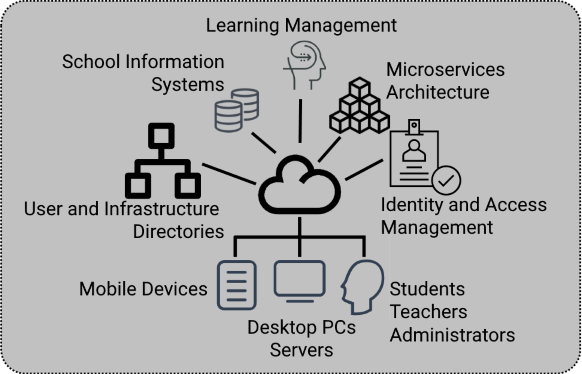 Learning Management
School Information
Systems
Microservices
Architecture
User and Infrastructure
Directories
Identity and Access
Management
Mobile Devices
Desktop PCs
Servers
Students
Teachers
Administrators